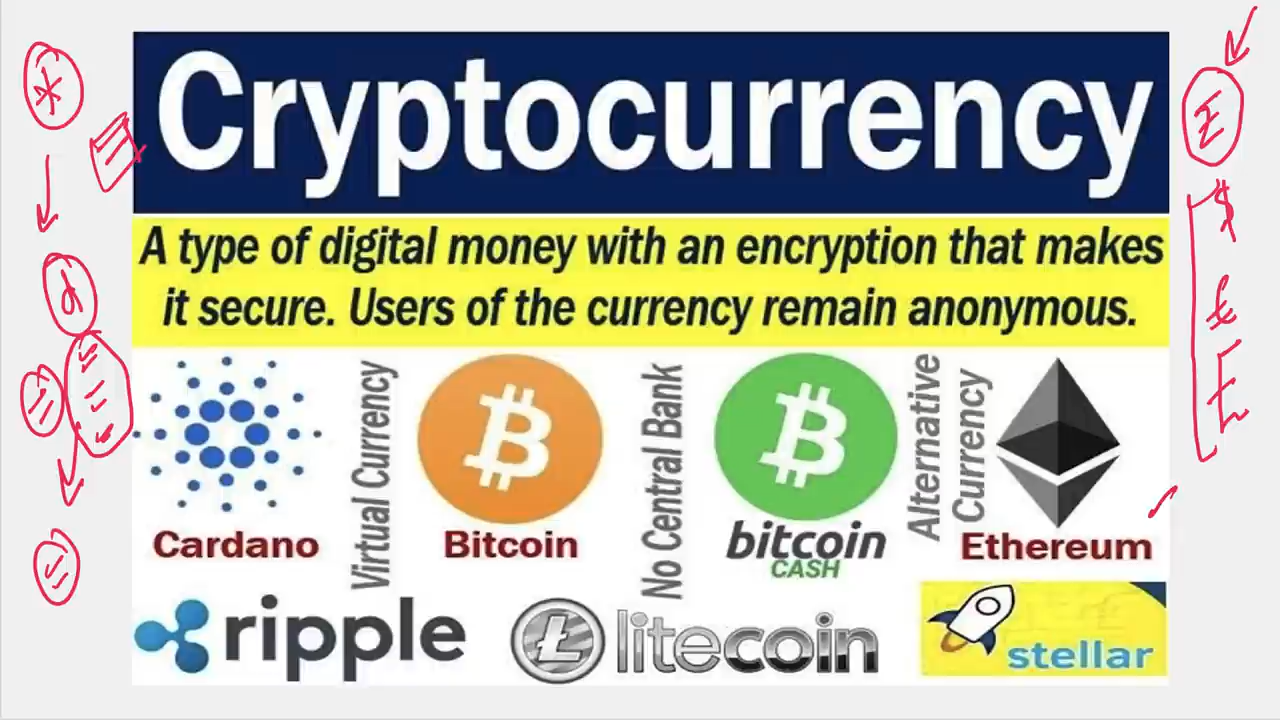 Cryptocurrency
A type of digital money with an encryption that makes
it secure. Users of the currency remain anonymous.
Cardano
Virtual Currency
Bitcoin
No Central Bank
bitcoin
CASH
Alternative
Currency
Ethereum
ripple
litecoin
stellar
$
£